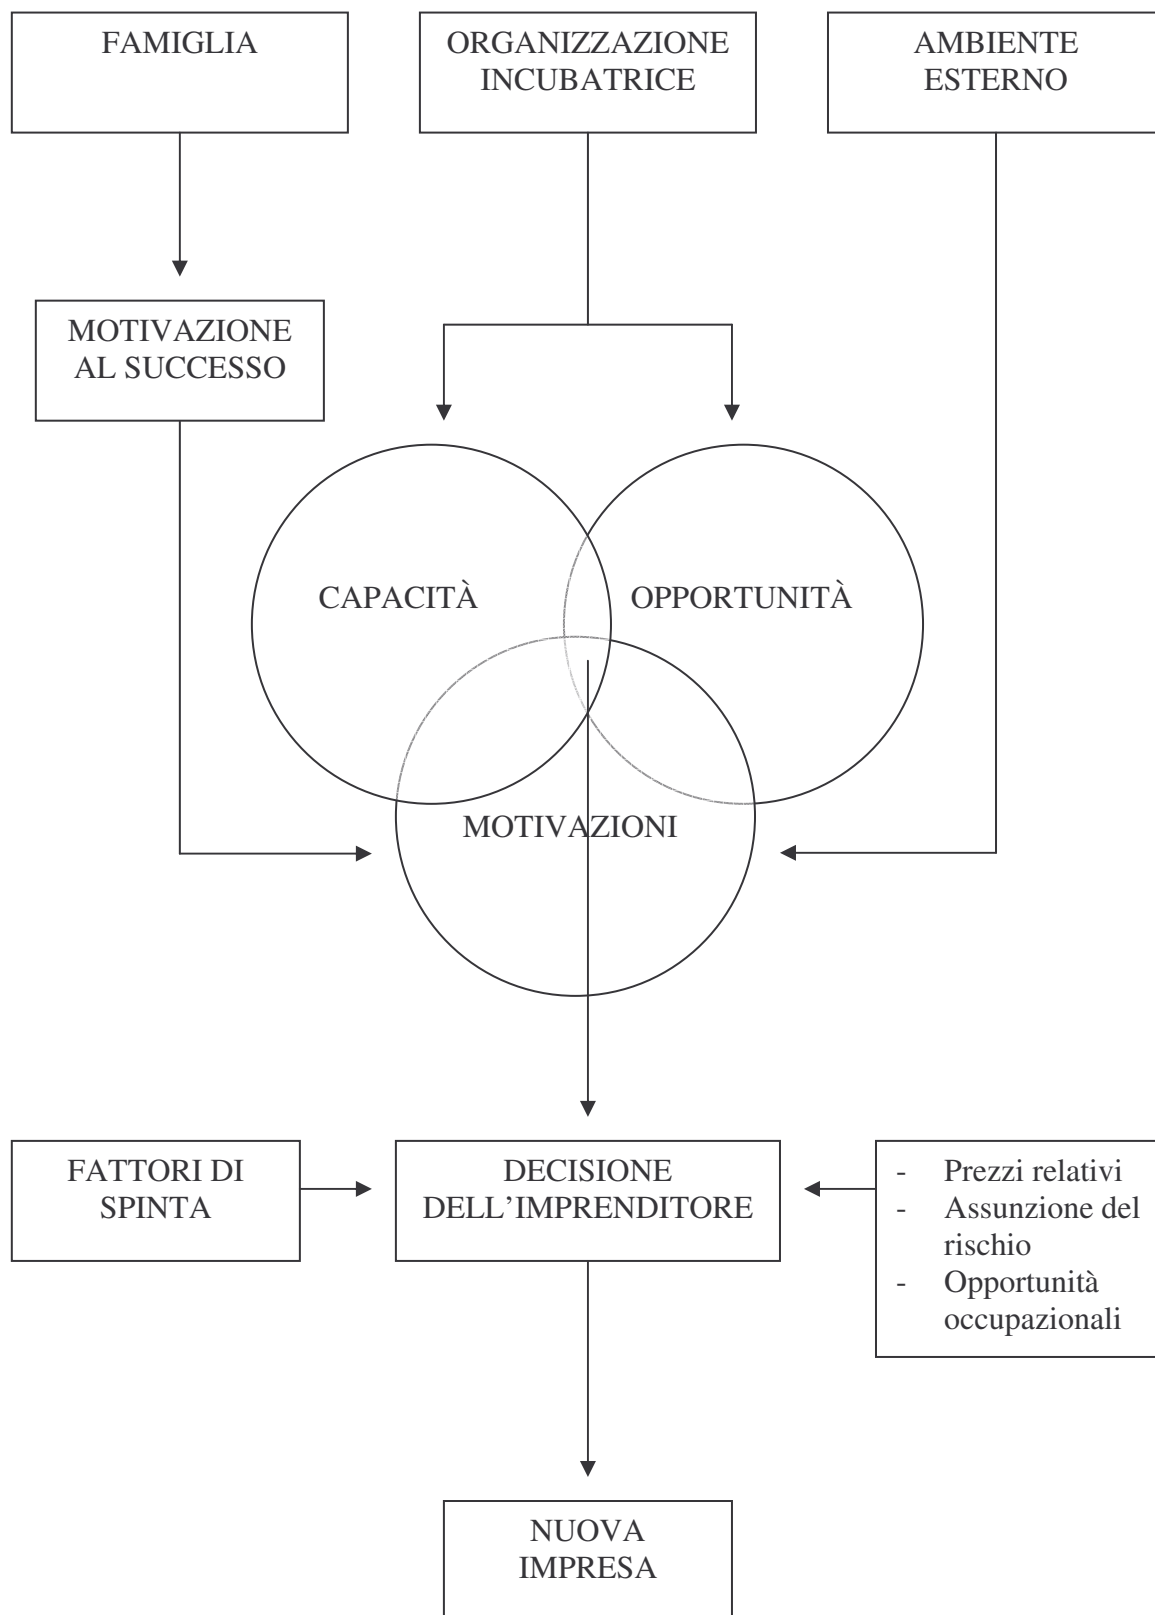 FAMIGLIA
ORGANIZZAZIONE
INCUBATRICE
AMBIENTE
ESTERNO
MOTIVAZIONE
AL SUCCESSO
CAPACITÀ
OPPORTUNITÀ
MOTIVAZIONI
FATTORI DI
SPINTA
DECISIONE
DELL’IMPRENDITORE
- Prezzi relativi
- Assunzione del
rischio
- Opportunità
occupazionali
NUOVA
IMPRESA